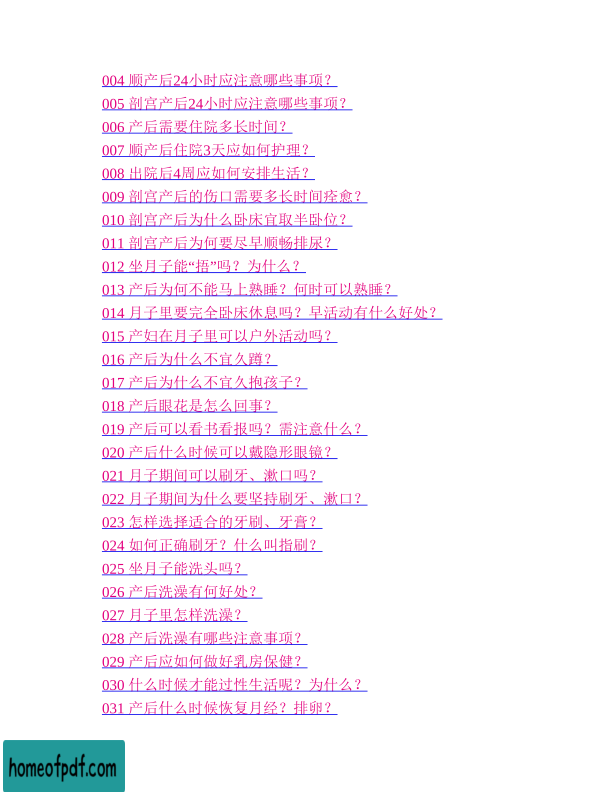 004 顺产后24小时应注意哪些事项？
005 剖宫产后24小时应注意哪些事项？
006 产后需要住院多长时间？
007 顺产后住院3天应如何护理？
008 出院后4周应如何安排生活？
009 剖宫产后的伤口需要多长时间痊愈？
010 剖宫产后为什么卧床宜取半卧位？
011 剖宫产后为何要尽早顺畅排尿？
012 坐月子能“捂”吗？为什么？
013 产后为何不能马上熟睡？何时可以熟睡？
014 月子里要完全卧床休息吗？早活动有什么好处？
015 产妇在月子里可以户外活动吗？
016 产后为什么不宜久蹲？
017 产后为什么不宜久抱孩子？
018 产后眼花是怎么回事？
019 产后可以看书看报吗？需注意什么？
020 产后什么时候可以戴隐形眼镜？
021 月子期间可以刷牙、漱口吗？
022 月子期间为什么要坚持刷牙、漱口？
023 怎样选择适合的牙刷、牙膏？
024 如何正确刷牙？什么叫指刷？
025 坐月子能洗头吗？
026 产后洗澡有何好处？
027 月子里怎样洗澡？
028 产后洗澡有哪些注意事项？
029 产后应如何做好乳房保健？
030 什么时候才能过性生活呢？为什么？
031 产后什么时候恢复月经？排卵？
homeofpdf.com